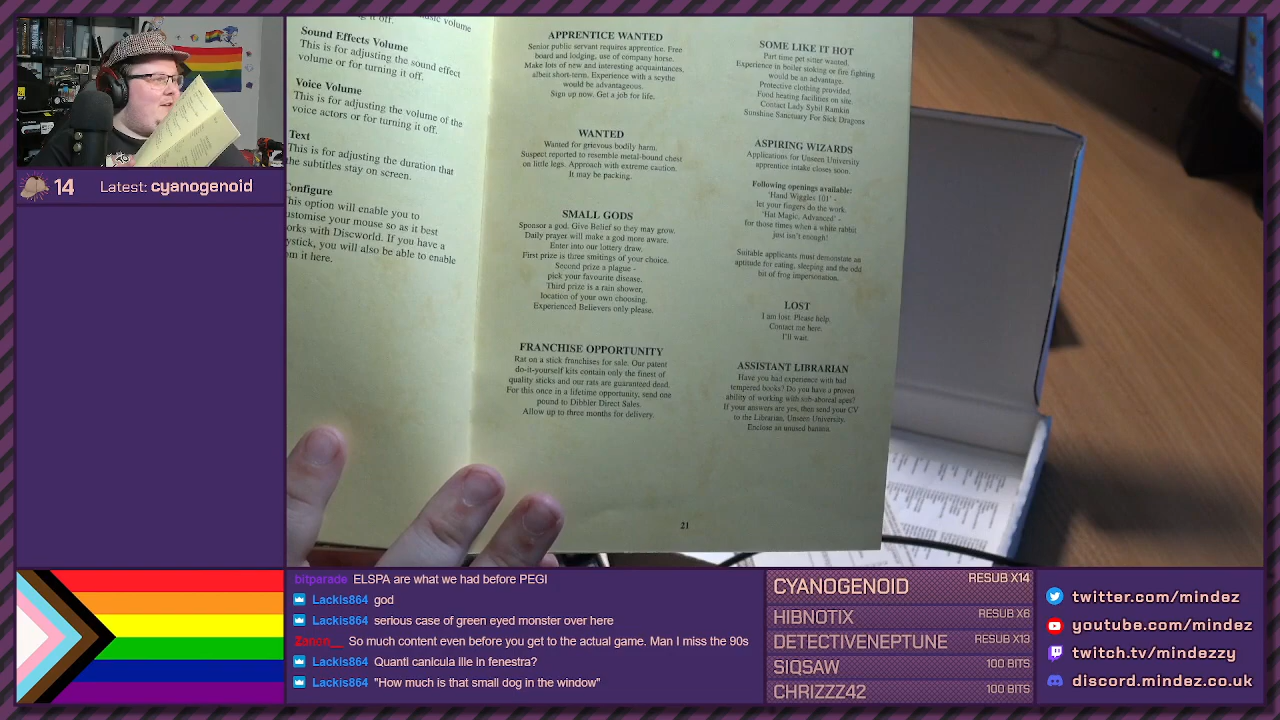 it off.
music volume
Sound Effects Volume
This is for adjusting the sound effect
volume or for turning it off.
Voice Volume
This is for adjusting the volume of the
voice actors or for turning it off.
Text
This is for adjusting the duration that
the subtitles stay on screen.
Configure
his option will enable you to
ustomise your mouse so as it best
orks with Discworld. If you have a
ystick, you will also be able to enable
m it here.
APPRENTICE WANTED
Senior public servant requires apprentice. Free
board and lodging, use of company horse.
Make lots of new and interesting acquaintances,
albeit short-term. Experience with a scythe
would be advantageous.
Sign up now. Get a job for life.
WANTED
Wanted for grievous bodily harm.
Suspect reported to resemble metal-bound chest
on little legs. Approach with extreme caution.
It may be packing.
SMALL GODS
Sponsor a god. Give Belief so they may grow.
Daily prayer will make a god more aware.
Enter into our lottery draw.
First prize is three smitings of your choice.
Second prize a plague -
pick your favourite disease.
Third prize is a rain shower,
location of your own choosing.
Experienced Believers only please.
FRANCHISE OPPORTUNITY
Rat on a stick franchises for sale. Our patent
do-it-yourself kits contain only the finest of
quality sticks and our rats are guaranteed dead.
For this once in a lifetime opportunity, send one
pound to Dibbler Direct Sales.
Allow up to three months for delivery.
SOME LIKE IT HOT
Part time pet sitter wanted.
Experience in boiler stoking or fire fighting
would be an advantage.
Protective clothing provided.
Food heating facilities on site.
Contact Lady Sybil Ramkin
Sunshine Sanctuary For Sick Dragons
ASPIRING WIZARDS
Applications for Unseen University
apprentice intake closes soon.
Following openings available:
'Hand Wiggles 101' -
let your fingers do the work.
'Hat Magic, Advanced' -
for those times when a white rabbit
just isn't enough!
Suitable applicants must demonstate an
aptitude for eating, sleeping and the odd
bit of frog impersonation.
LOST
I am lost. Please help.
Contact me here.
I'll wait.
ASSISTANT LIBRARIAN
Have you had experience with bad
tempered books? Do you have a proven
ability of working with sub-aboreal apes?
If your answers are yes, then send your CV
to the Librarian, Unseen University.
Enclose an unused banana.
21
14 Latest: cyanogenoid
bitparade ELSPA are what we had before PEGI
Lackis864 god
Lackis864 serious case of green eyed monster over here
Zanan__ So much content even before you get to the actual game. Man I miss the 90s
Lackis864 Quanti canicula ille in fenestra?
Lackis864 "How much is that small dog in the window"
CYANOGENOID RESUB X14
HIBNOTIX RESUB X6
DETECTIVENEPTUNE RESUB X13
SIQSAW 100 BITS
CHRIZZZ42 100 BITS
twitter.com/mindez
youtube.com/mindez
twitch.tv/mindezzy
discord.mindez.co.uk